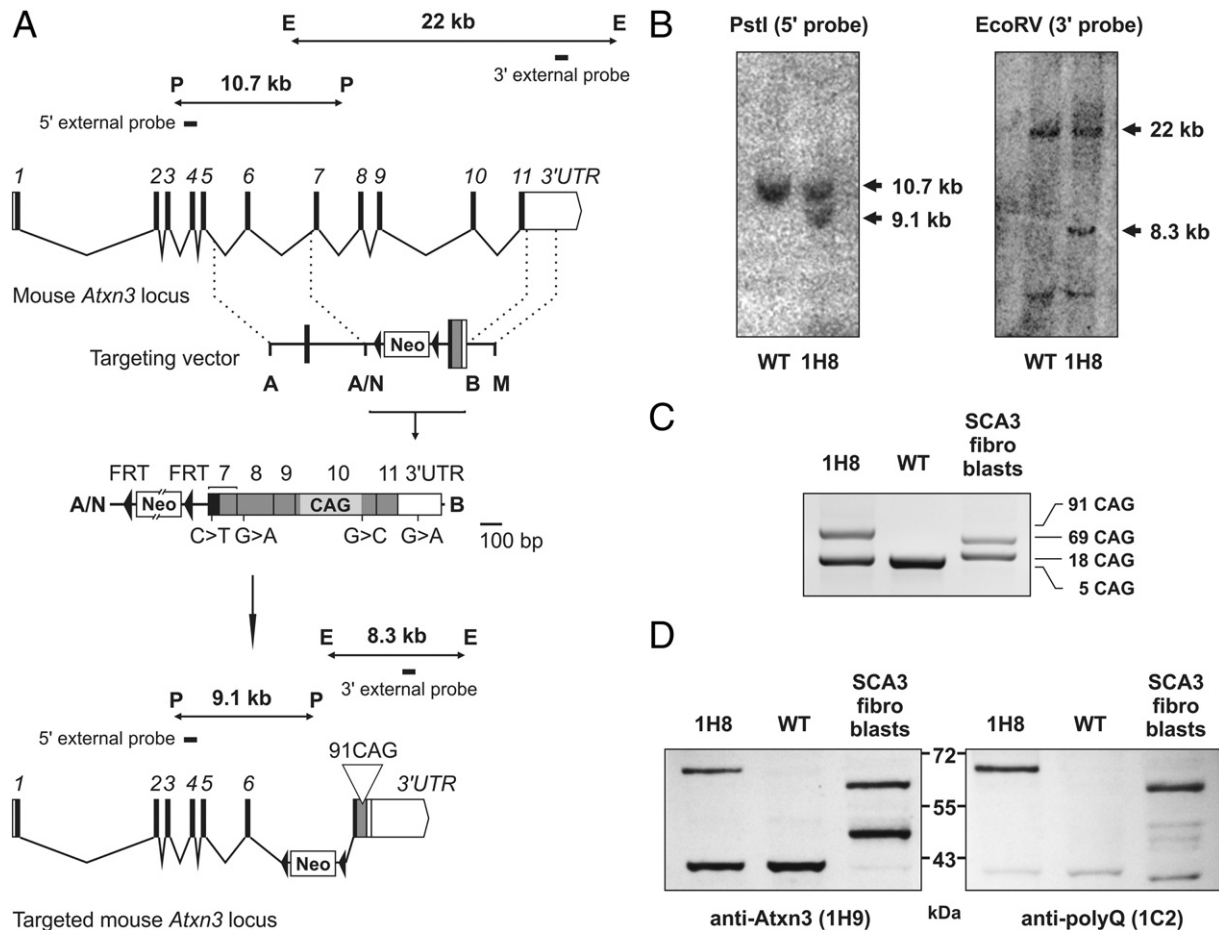 A
E 22 kb E
3' external probe
P 10.7 kb P
5' external probe
1 2 3 4 5 6 7 8 9 10 11 3'UTR
Mouse Atxn3 locus
Targeting vector
Neo
A A/N B M
FRT FRT 7 8 9 10 11 3'UTR
A/N Neo CAG B
C>T G>A G>C G>A
100 bp
E 8.3 kb E
3' external probe
P 9.1 kb P
5' external probe
91CAG
1 2 3 4 5 6 3'UTR
Neo
Targeted mouse Atxn3 locus
B
PstI (5' probe)
EcoRV (3' probe)
10.7 kb
9.1 kb
22 kb
8.3 kb
WT 1H8
WT 1H8
C
1H8 WT SCA3
fibro
blasts
91 CAG
69 CAG
18 CAG
5 CAG
D
1H8 WT SCA3
fibro
blasts
1H8 WT SCA3
fibro
blasts
72
55
43
anti-Atxn3 (1H9) kDa anti-polyQ (1C2)